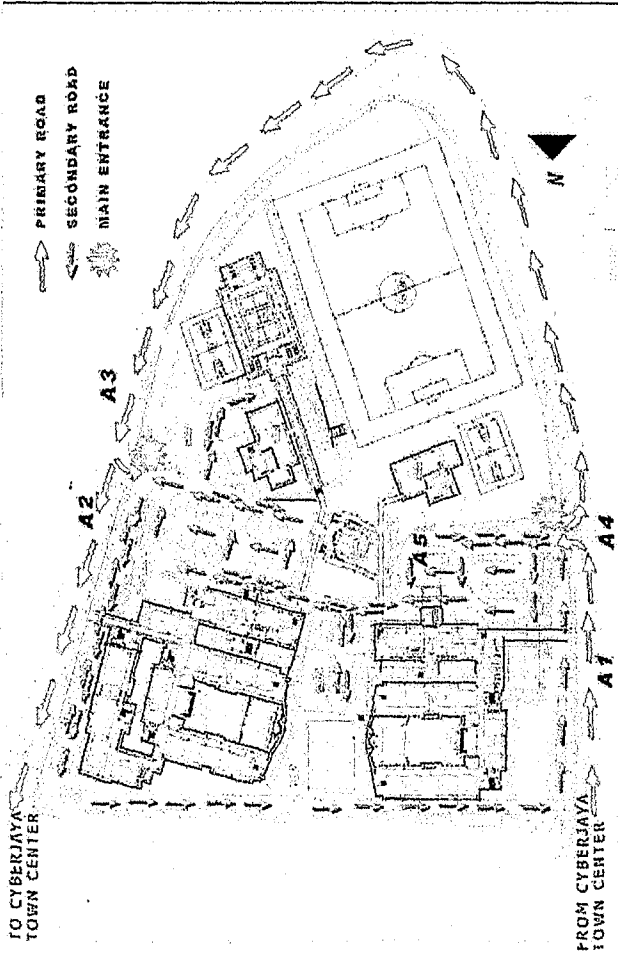 PRIMARY ROAD
SECONDARY ROAD
MAIN ENTRANCE
N
A3
A2
A5
A4
A1
TO CYBERJAYA
TOWN CENTER
FROM CYBERJAYA
TOWN CENTER